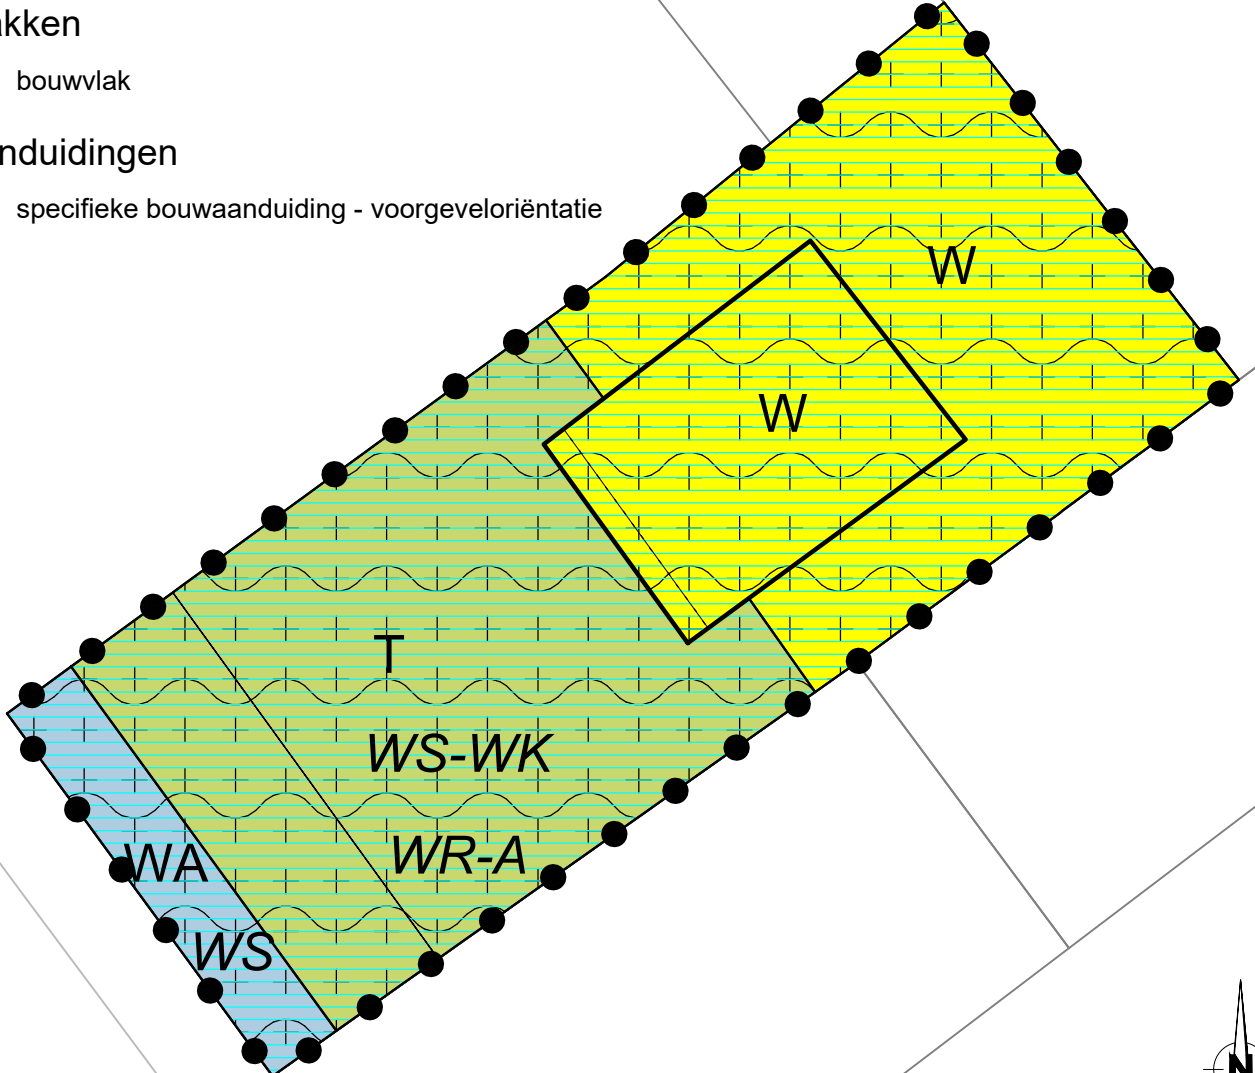 akken
bouwvlak
nduidingen
specifieke bouwaanduiding - voorgeveloriëntatie
W
W
T
WS-WK
WR-A
WA
WS
N